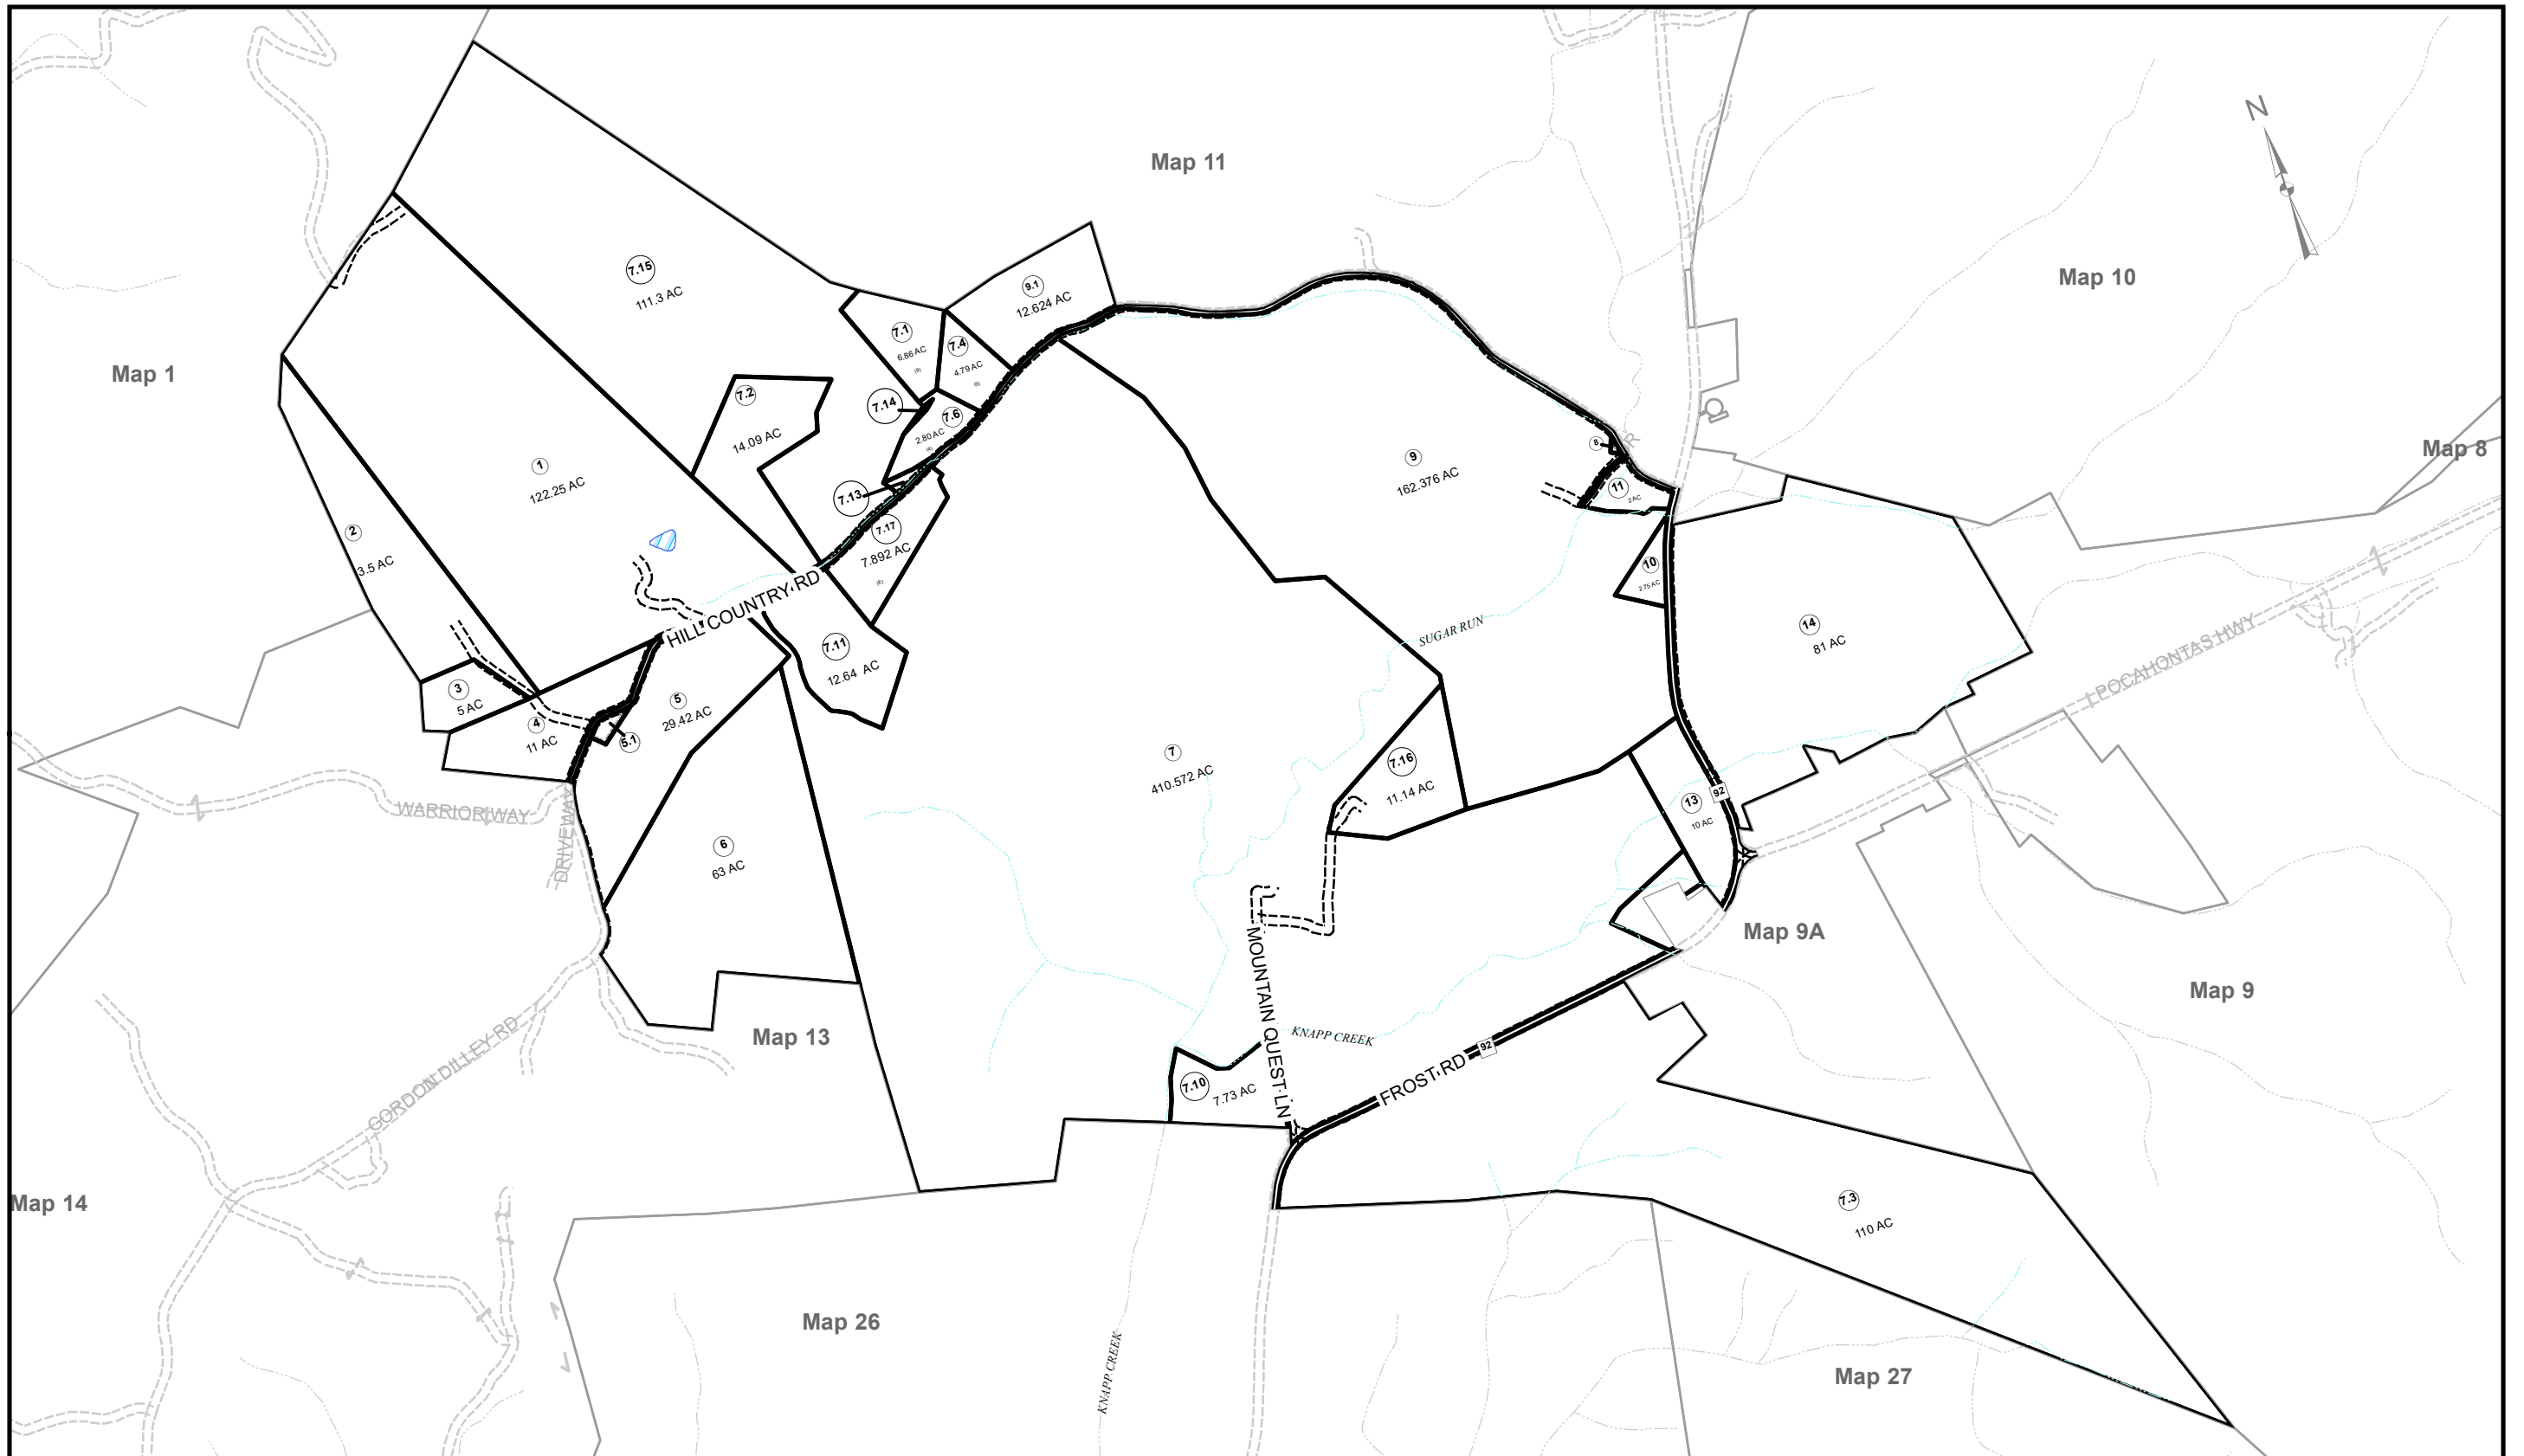 N
Map 11
Map 10
7.15
111.3 AC
9.1
12.624 AC
7.1
6.86 AC
7.4
4.79 AC
Map 1
7.2
14.09 AC
7.14
7.6
2.80 AC
8
R
Map 8
9
162.376 AC
1
122.25 AC
11
2 AC
7.13
7.17
7.892 AC
2
3.5 AC
10
2.75 AC
HILL COUNTRY RD
SUGAR RUN
14
81 AC
7.11
12.64 AC
POCAHONTAS HWY
3
5 AC
4
11 AC
5
29.42 AC
5.1
7
410.572 AC
7.16
11.14 AC
92
13
10 AC
WARRIOR WAY
DRIVEWAY
6
63 AC
Map 9A
Map 9
MOUNTAIN QUEST LN
Map 13
KNAPP CREEK
92
FROST RD
GORDON DILLEY RD
7.10
7.73 AC
Map 14
7.3
110 AC
Map 26
KNAPP CREEK
Map 27